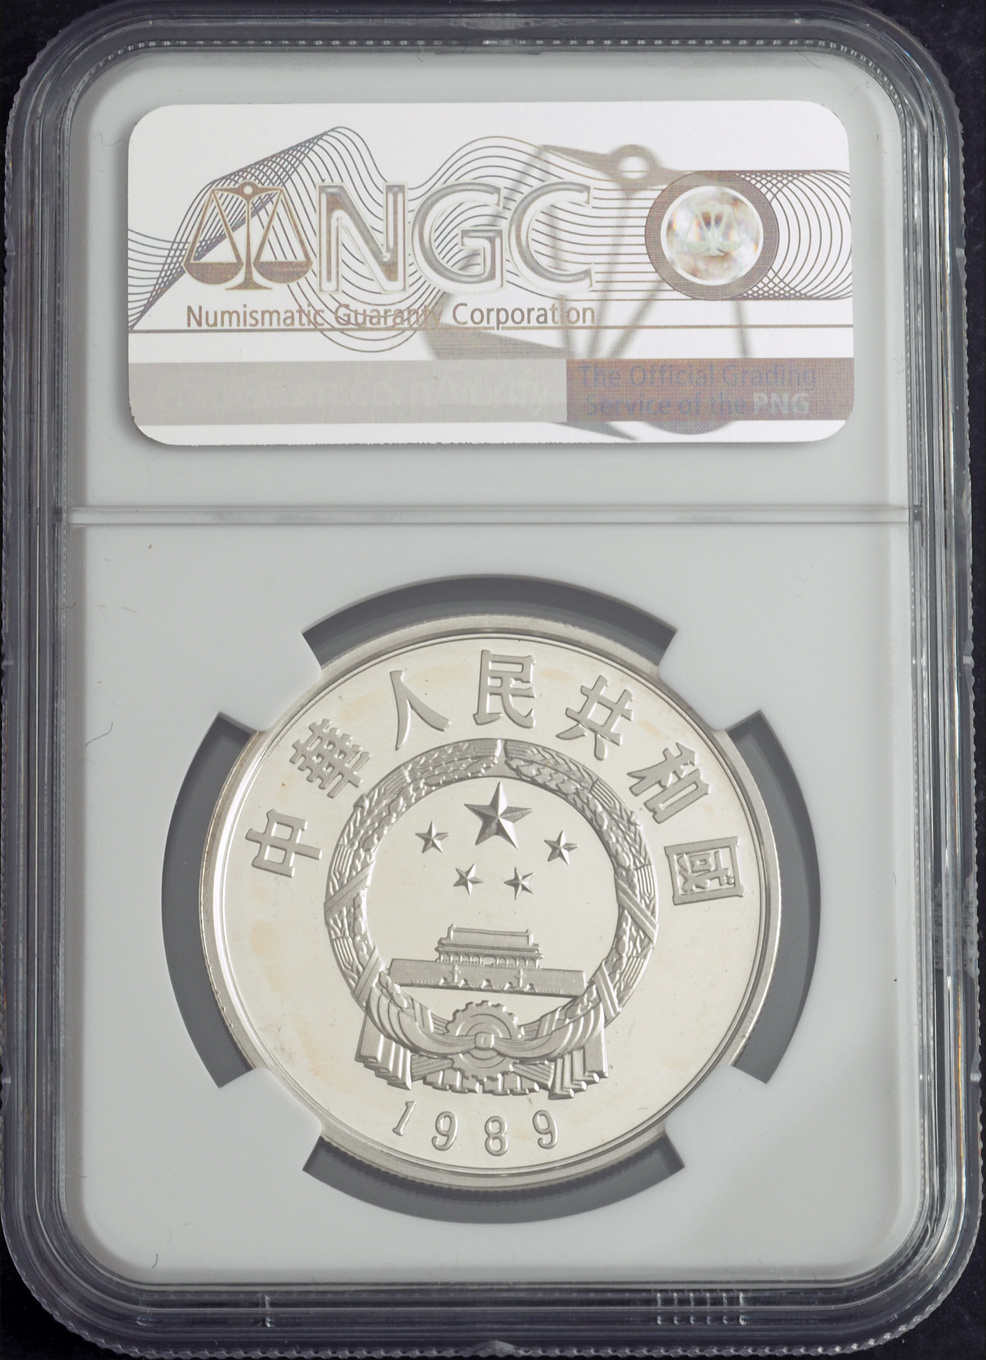 NGC
Numismatic Guaranty Corporation
The Official Grading
Service of the PNG
中華人民共和國
1989